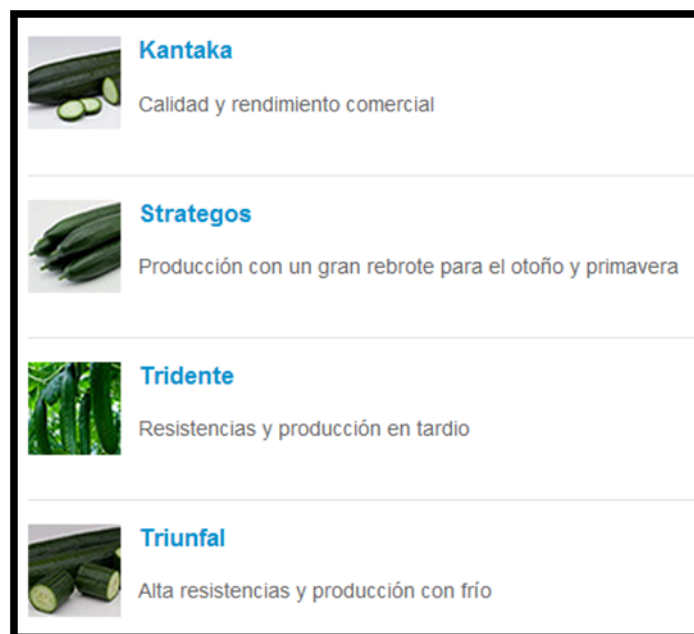 Kantaka
Calidad y rendimiento comercial
Strategos
Producción con un gran rebrote para el otoño y primavera
Tridente
Resistencias y producción en tardio
Triunfal
Alta resistencias y producción con frío